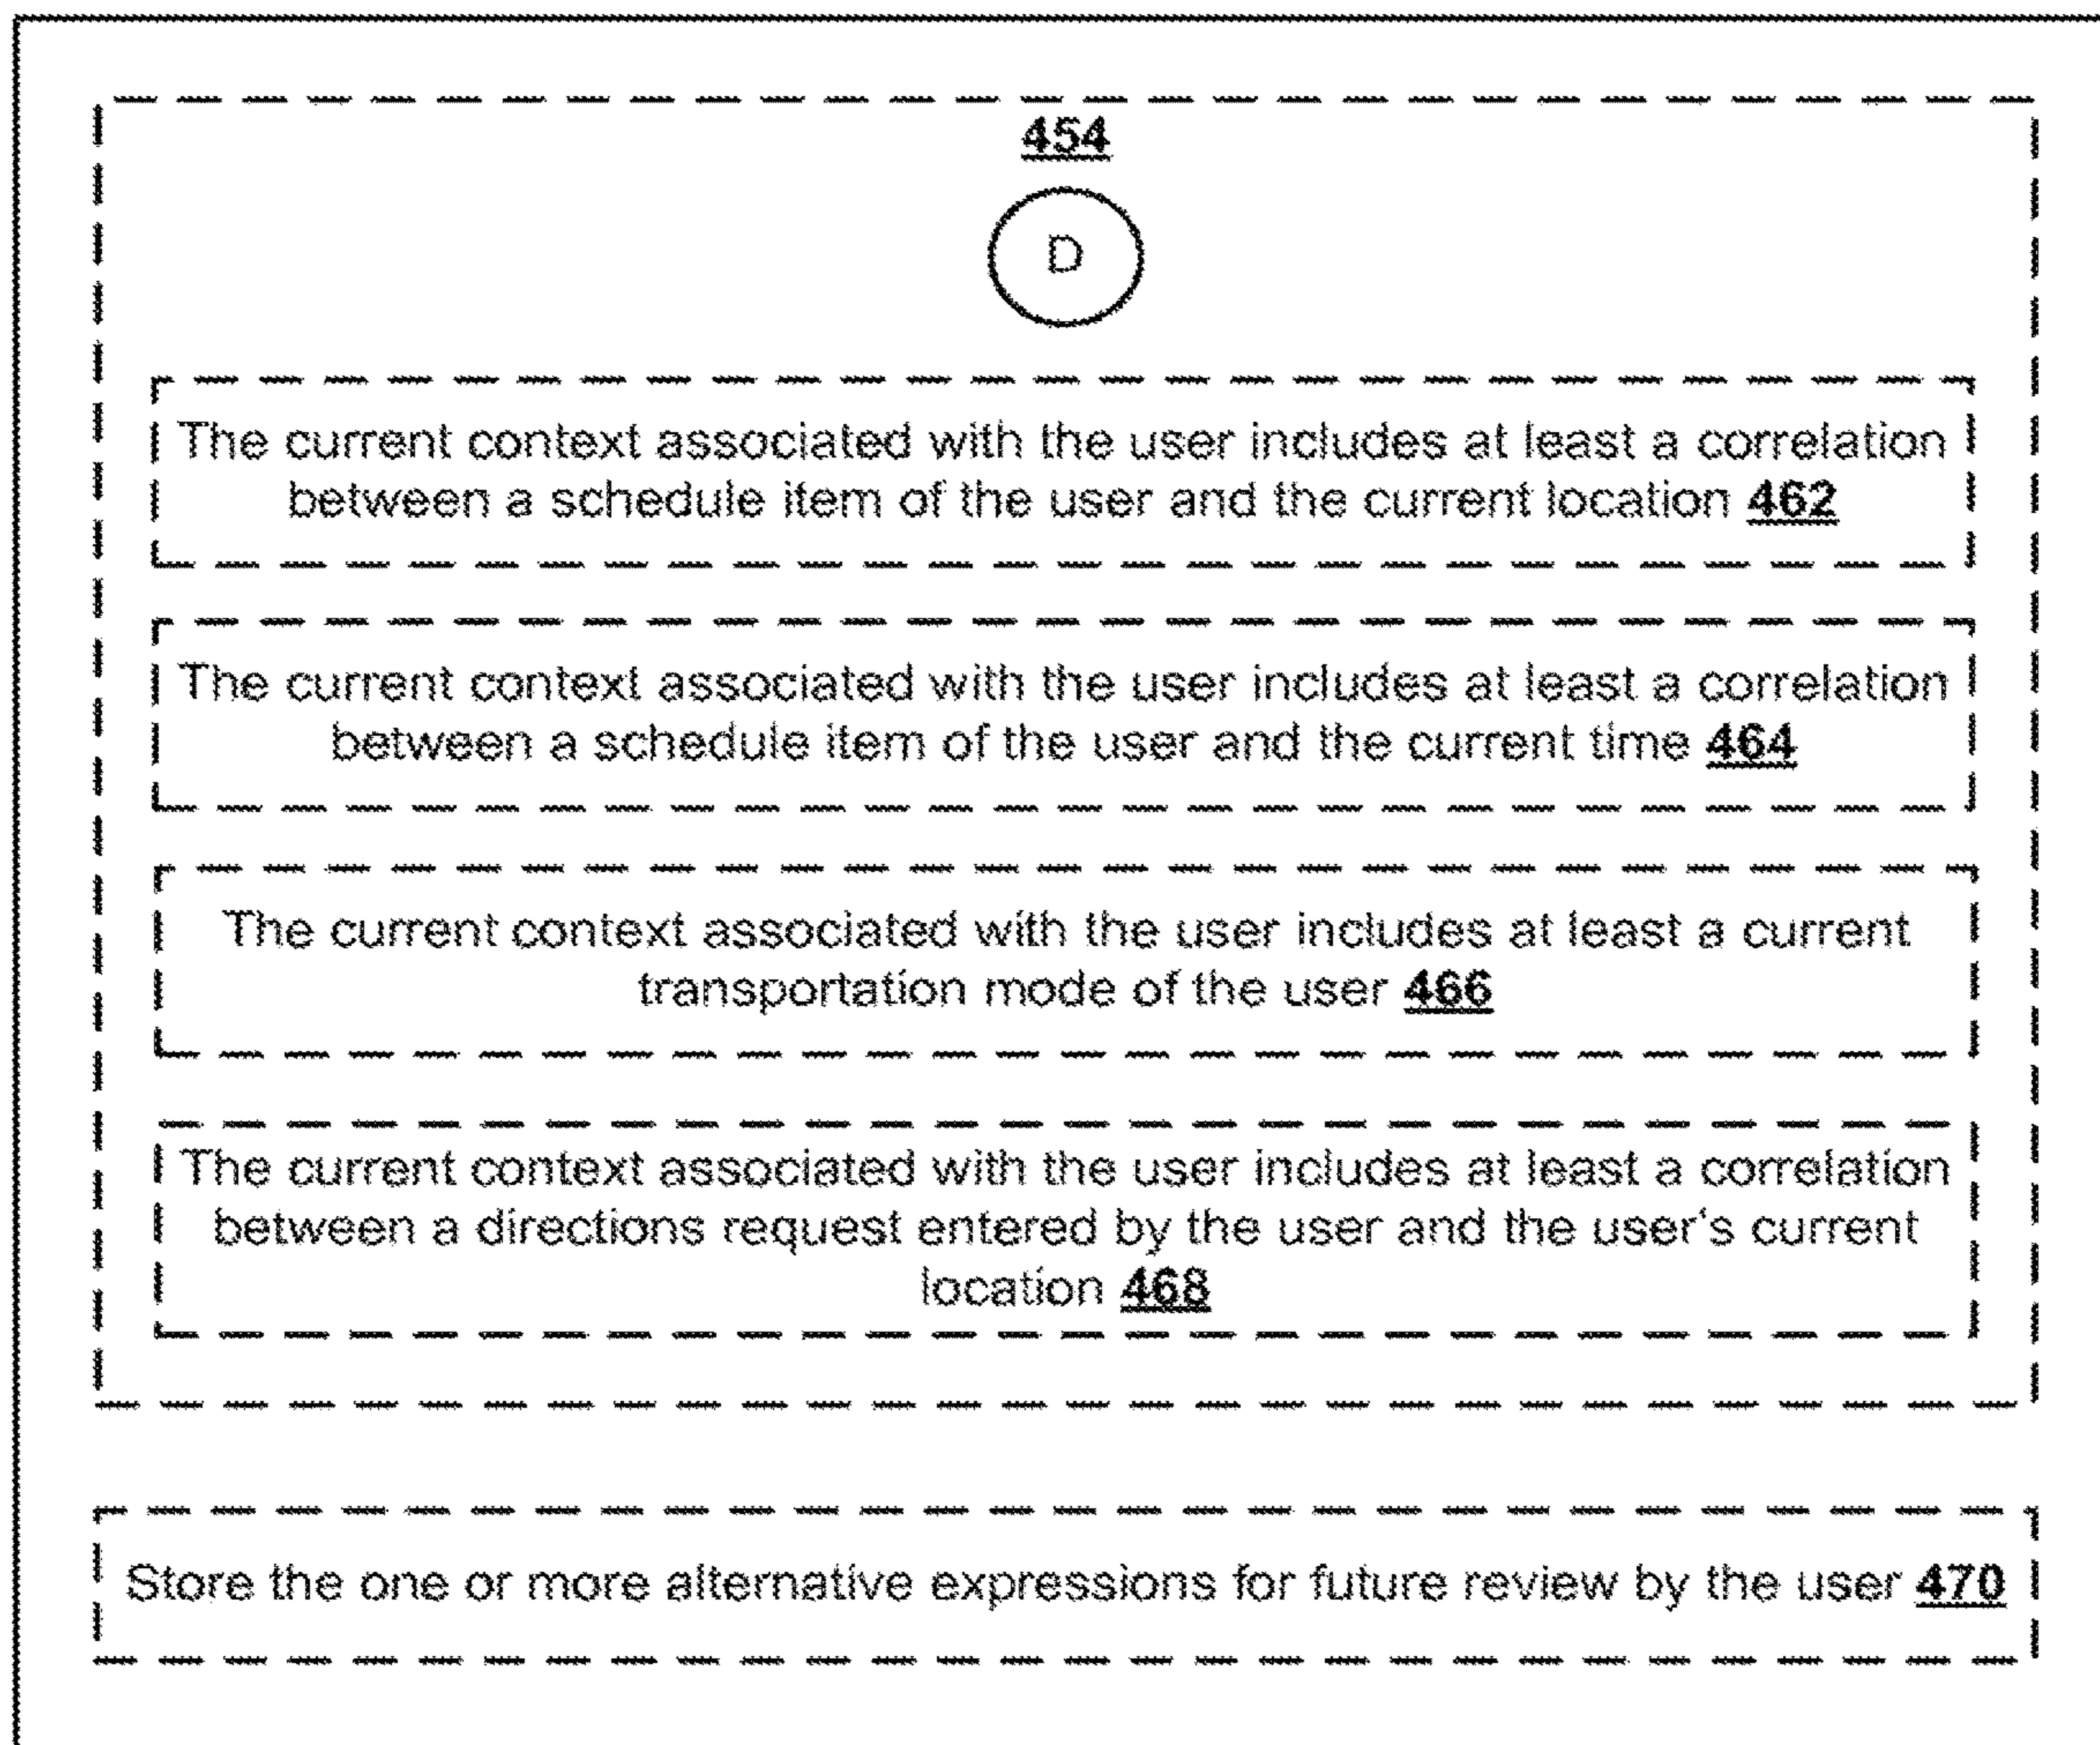 454
D
The current context associated with the user includes at least a correlation
between a schedule item of the user and the current location 462
The current context associated with the user includes at least a correlation
between a schedule item of the user and the current time 464
The current context associated with the user includes at least a current
transportation mode of the user 466
The current context associated with the user includes at least a correlation
between a directions request entered by the user and the user's current
location 468
Store the one or more alternative expressions for future review by the user 470